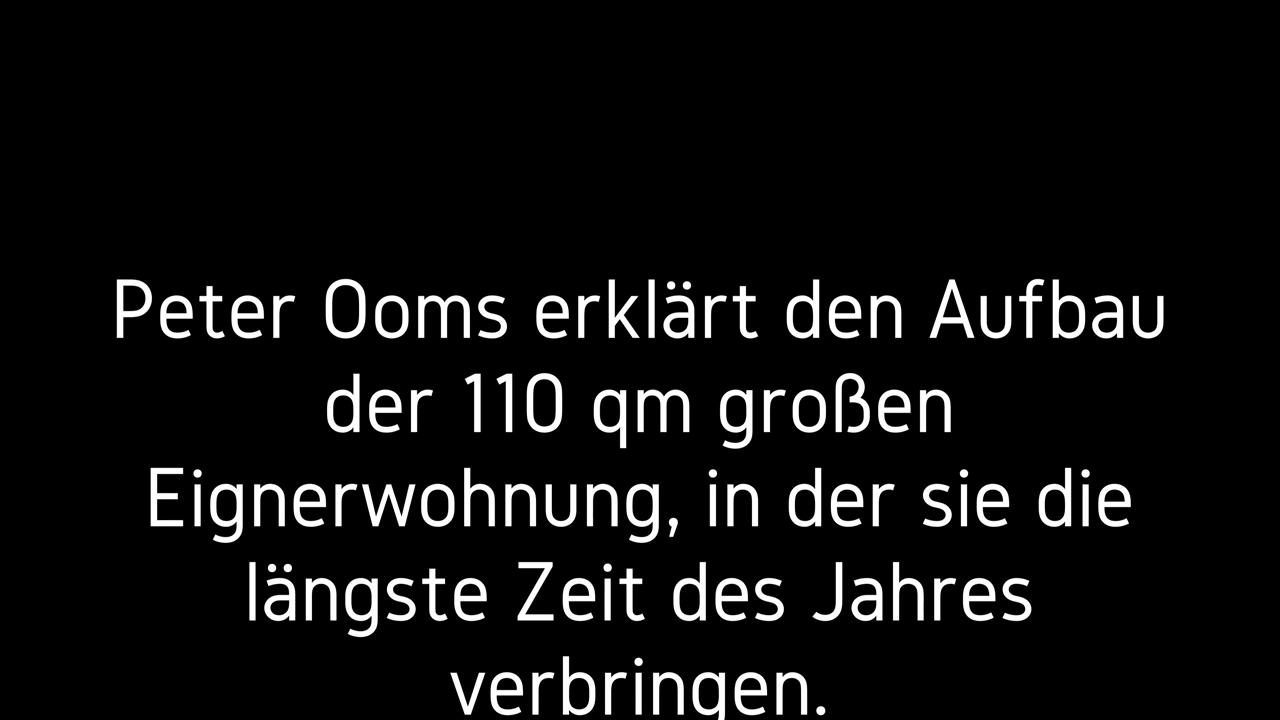 Peter Ooms erklärt den Aufbau
der 110 qm großen
Eignerwohnung, in der sie die
längste Zeit des Jahres
verbringen.